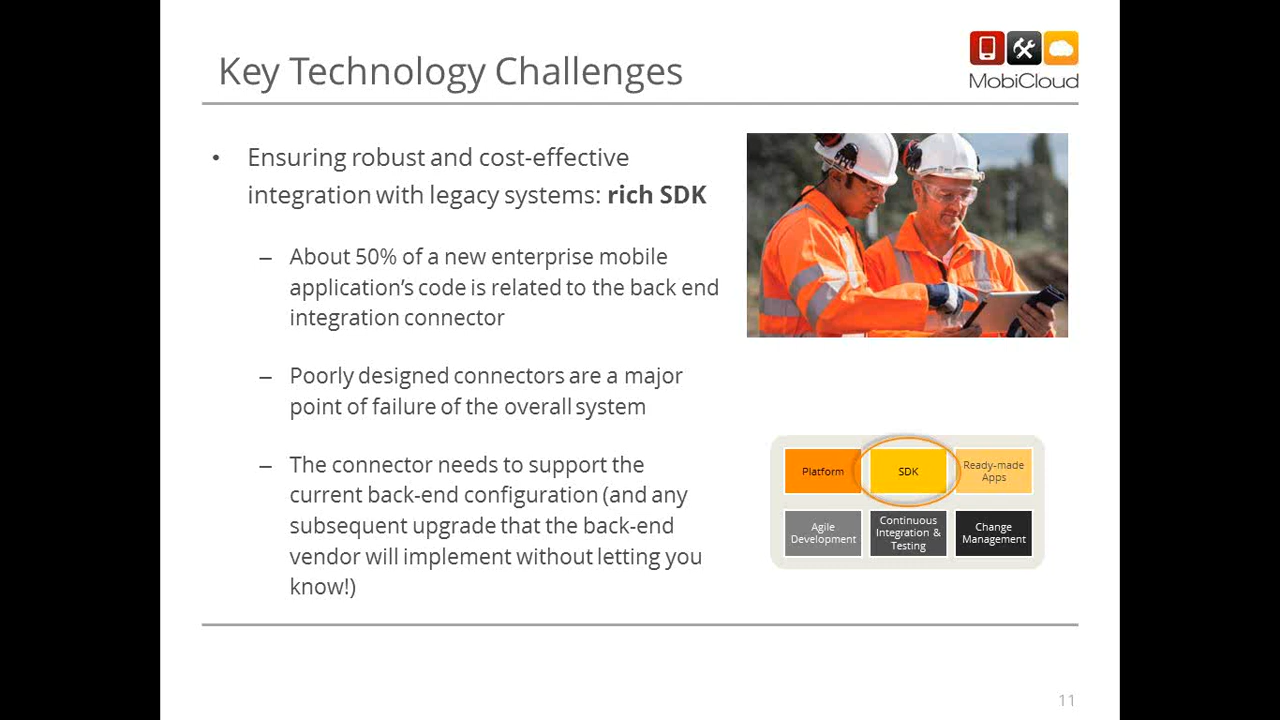 Key Technology Challenges
MobiCloud
• Ensuring robust and cost-effective
integration with legacy systems: rich SDK
– About 50% of a new enterprise mobile
application's code is related to the back end
integration connector
– Poorly designed connectors are a major
point of failure of the overall system
– The connector needs to support the
current back-end configuration (and any
subsequent upgrade that the back-end
vendor will implement without letting you
know!)
Platform
SDK
Ready-made
Apps
Agile
Development
Continuous
Integration &
Testing
Change
Management
11